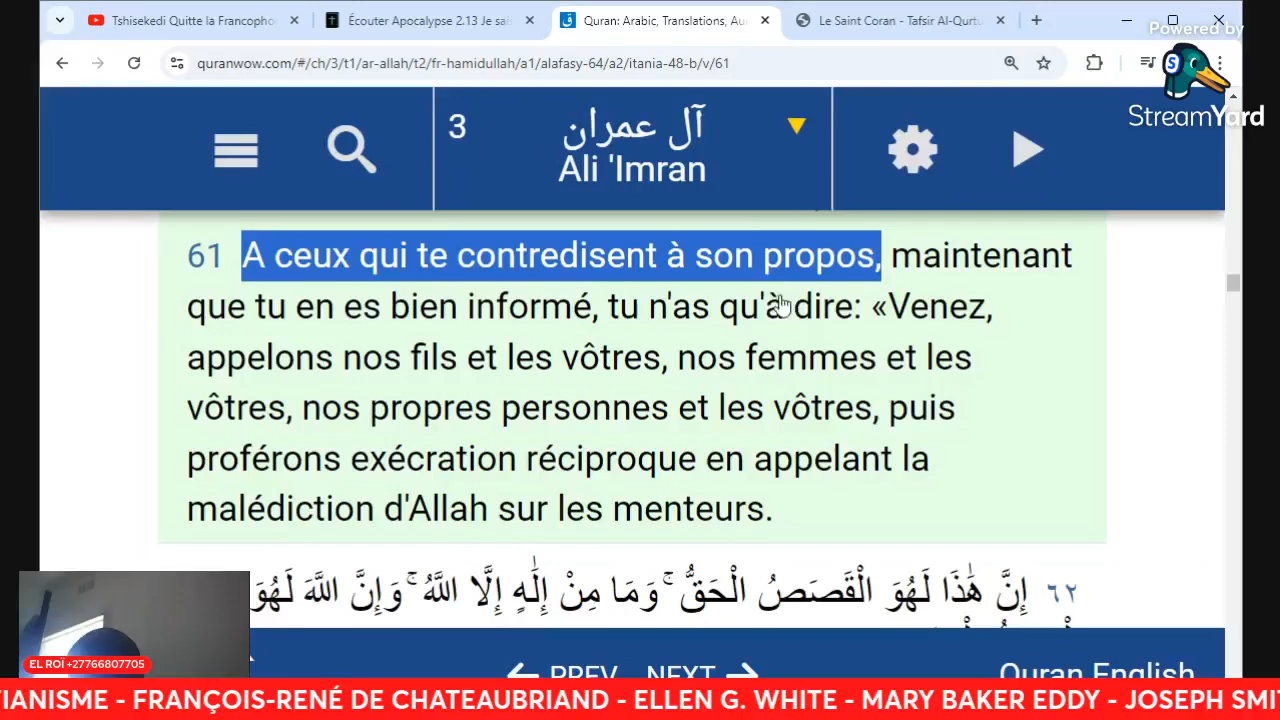 Tshisekedi Quitte la Francopho
Écouter Apocalypse 2.13 Je sai
Quran: Arabic, Translations, Au
Le Saint Coran - Tafsir Al-Qurtu
quranwow.com/#/ch/3/t1/ar-allah/t2/fr-hamidullah/a1/alafasy-64/a2/itania-48-b/v/61
Powered by
StreamYard
3
آل عمران
Ali 'Imran
61 A ceux qui te contredisent à son propos, maintenant
que tu en es bien informé, tu n'as qu'à dire: «Venez,
appelons nos fils et les vôtres, nos femmes et les
vôtres, nos propres personnes et les vôtres, puis
proférons exécration réciproque en appelant la
malédiction d'Allah sur les menteurs.
٦٢ إِنَّ هَٰذَا لَهُوَ الْقَصَصُ الْحَقُّ ۚ وَمَا مِنْ إِلَٰهٍ إِلَّا اللَّهُ ۚ وَإِنَّ اللَّهَ لَهُوَ
PREV NEXT
Quran English
EL ROÏ +27766807705
TIANISME - FRANÇOIS-RENÉ DE CHATEAUBRIAND - ELLEN G. WHITE - MARY BAKER EDDY - JOSEPH SMI